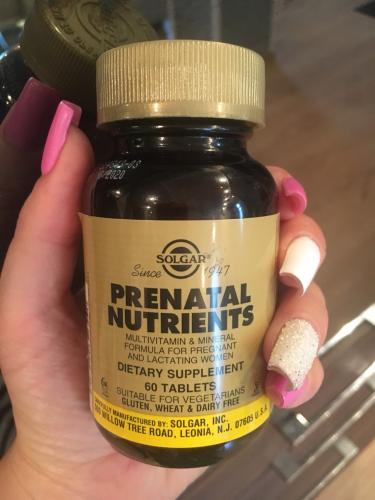 /2020
SOLGAR®
Since 1947
PRENATAL
NUTRIENTS
MULTIVITAMIN & MINERAL
FORMULA FOR PREGNANT
AND LACTATING WOMEN
DIETARY SUPPLEMENT
60 TABLETS
SUITABLE FOR VEGETARIANS
GLUTEN, WHEAT & DAIRY FREE
MANUFACTURED BY: SOLGAR, INC.
WILLOW TREE ROAD, LEONIA, N.J. 07605 U.S.A.